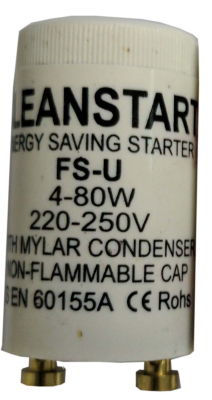 LEANSTART
NERGY SAVING STARTER
FS-U
4-80W
220-250V
TH MYLAR CONDENSER
NON-FLAMMABLE CAP
S EN 60155A CE Rohs